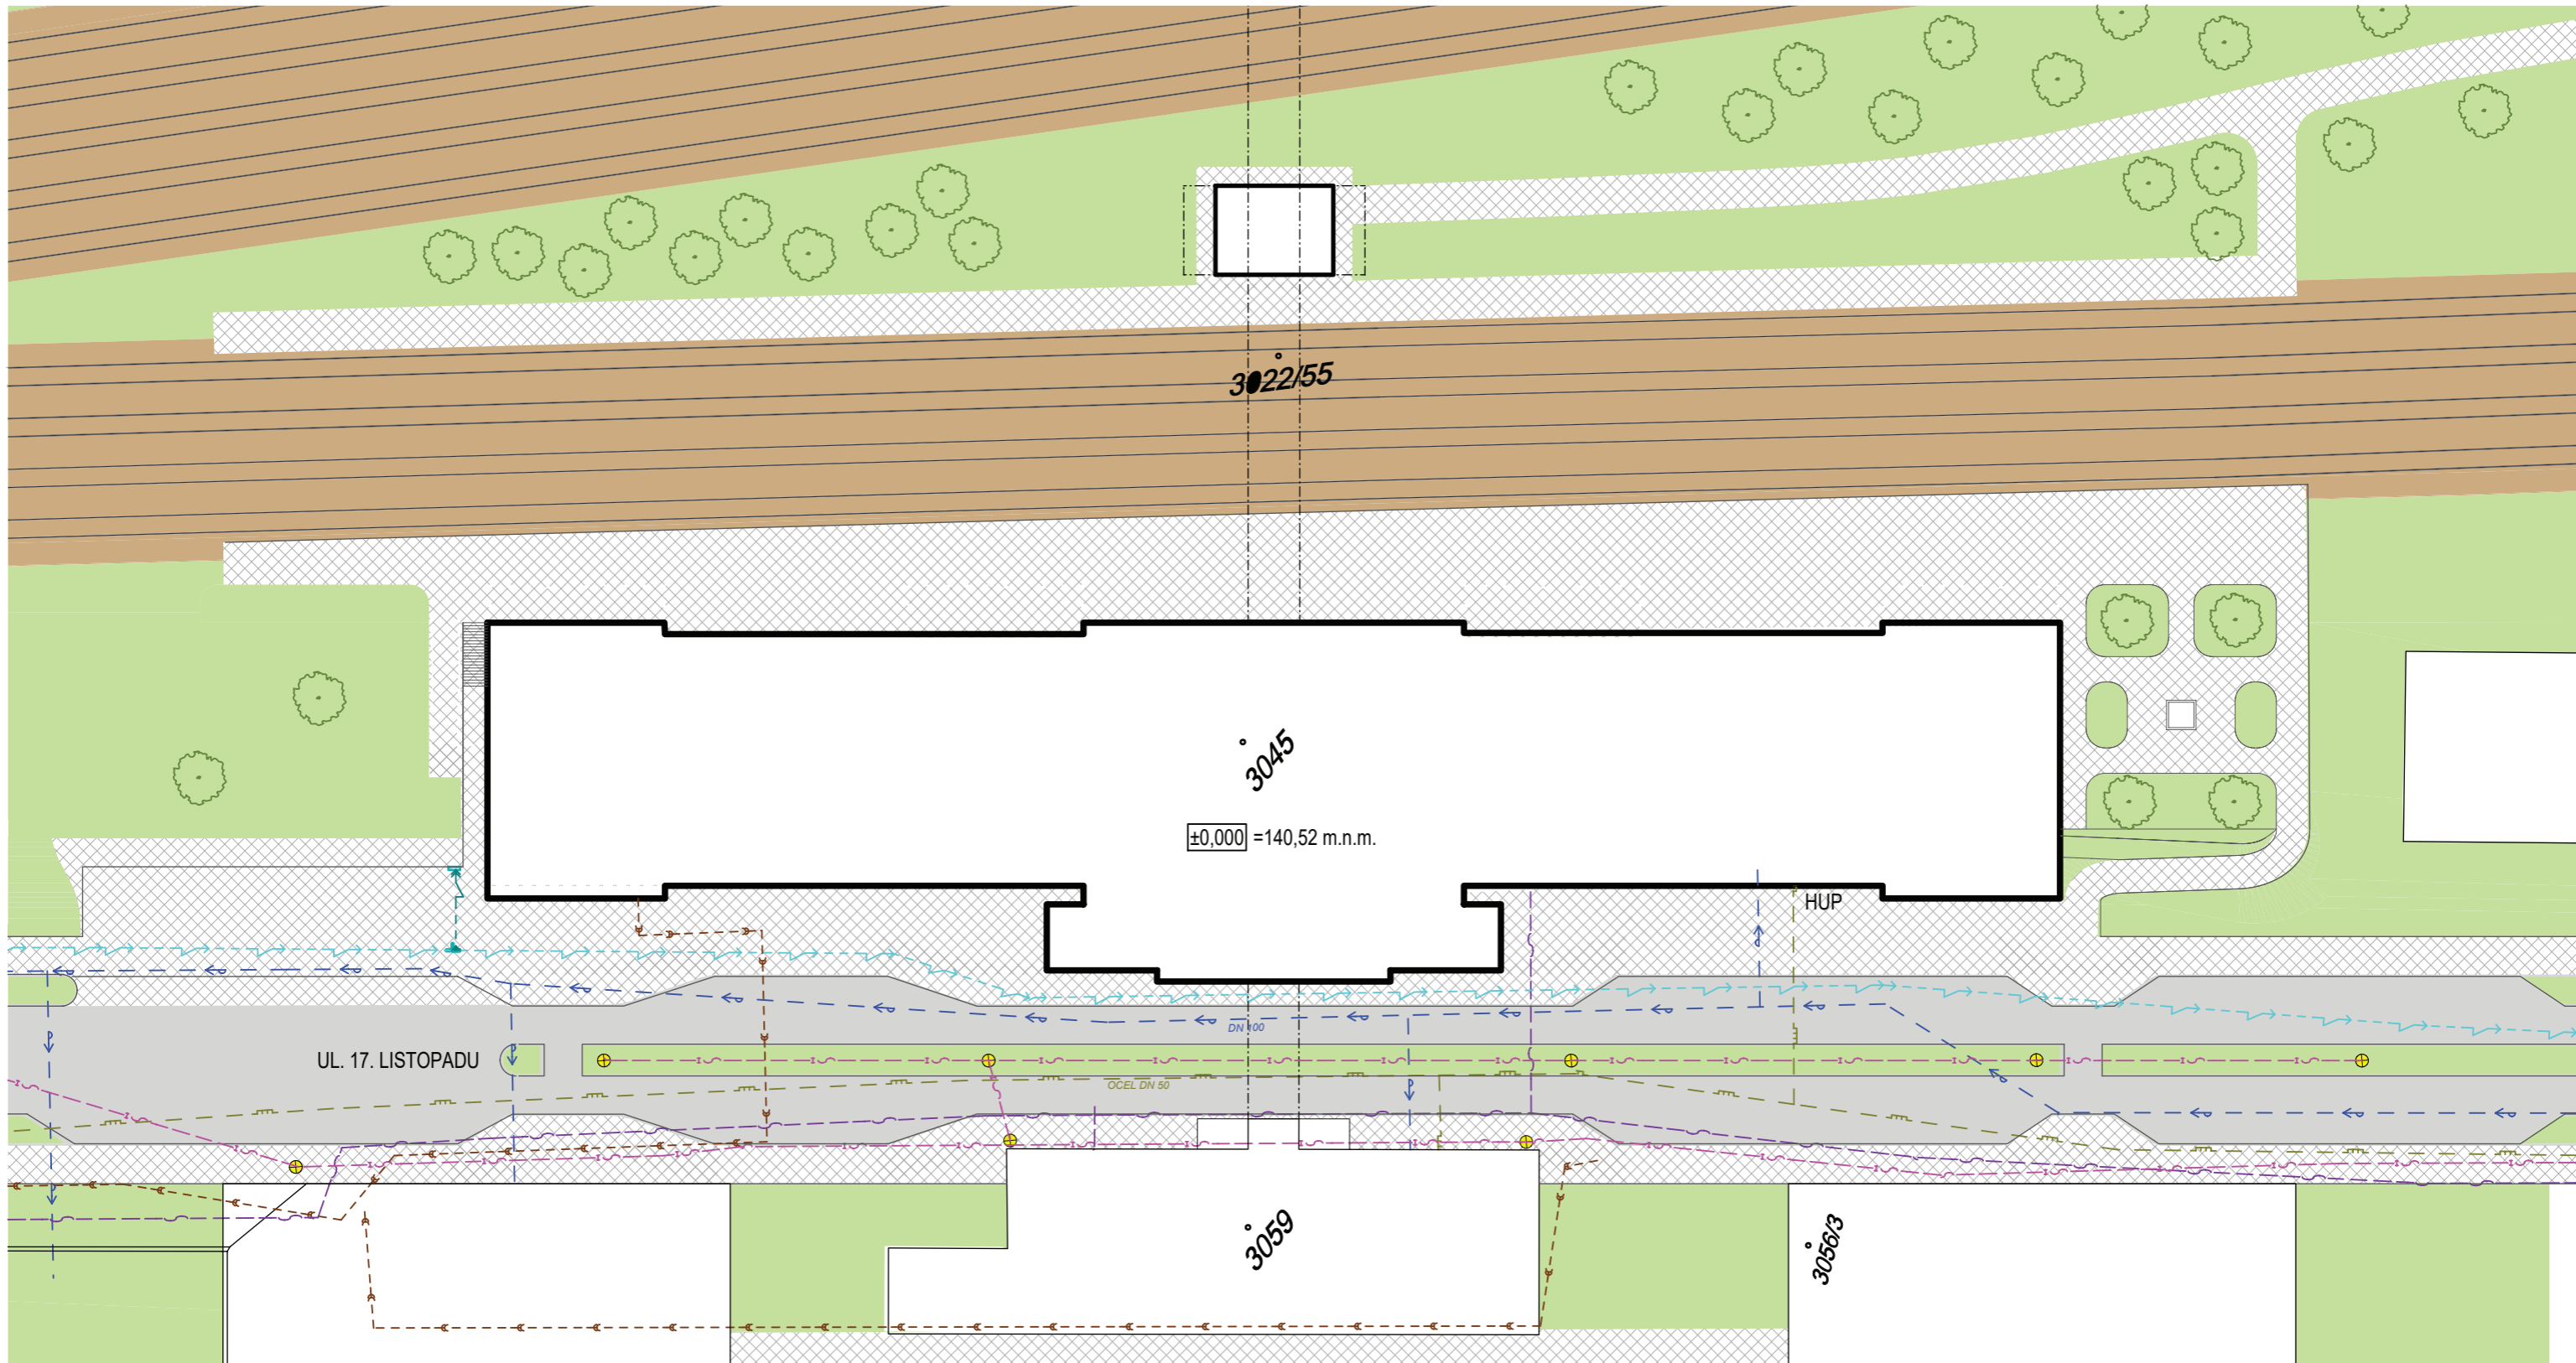 3022/55
3045
±0,000 =140,52 m.n.m.
HUP
DN 100
UL. 17. LISTOPADU
OCEL DN 50
3059
3056/3